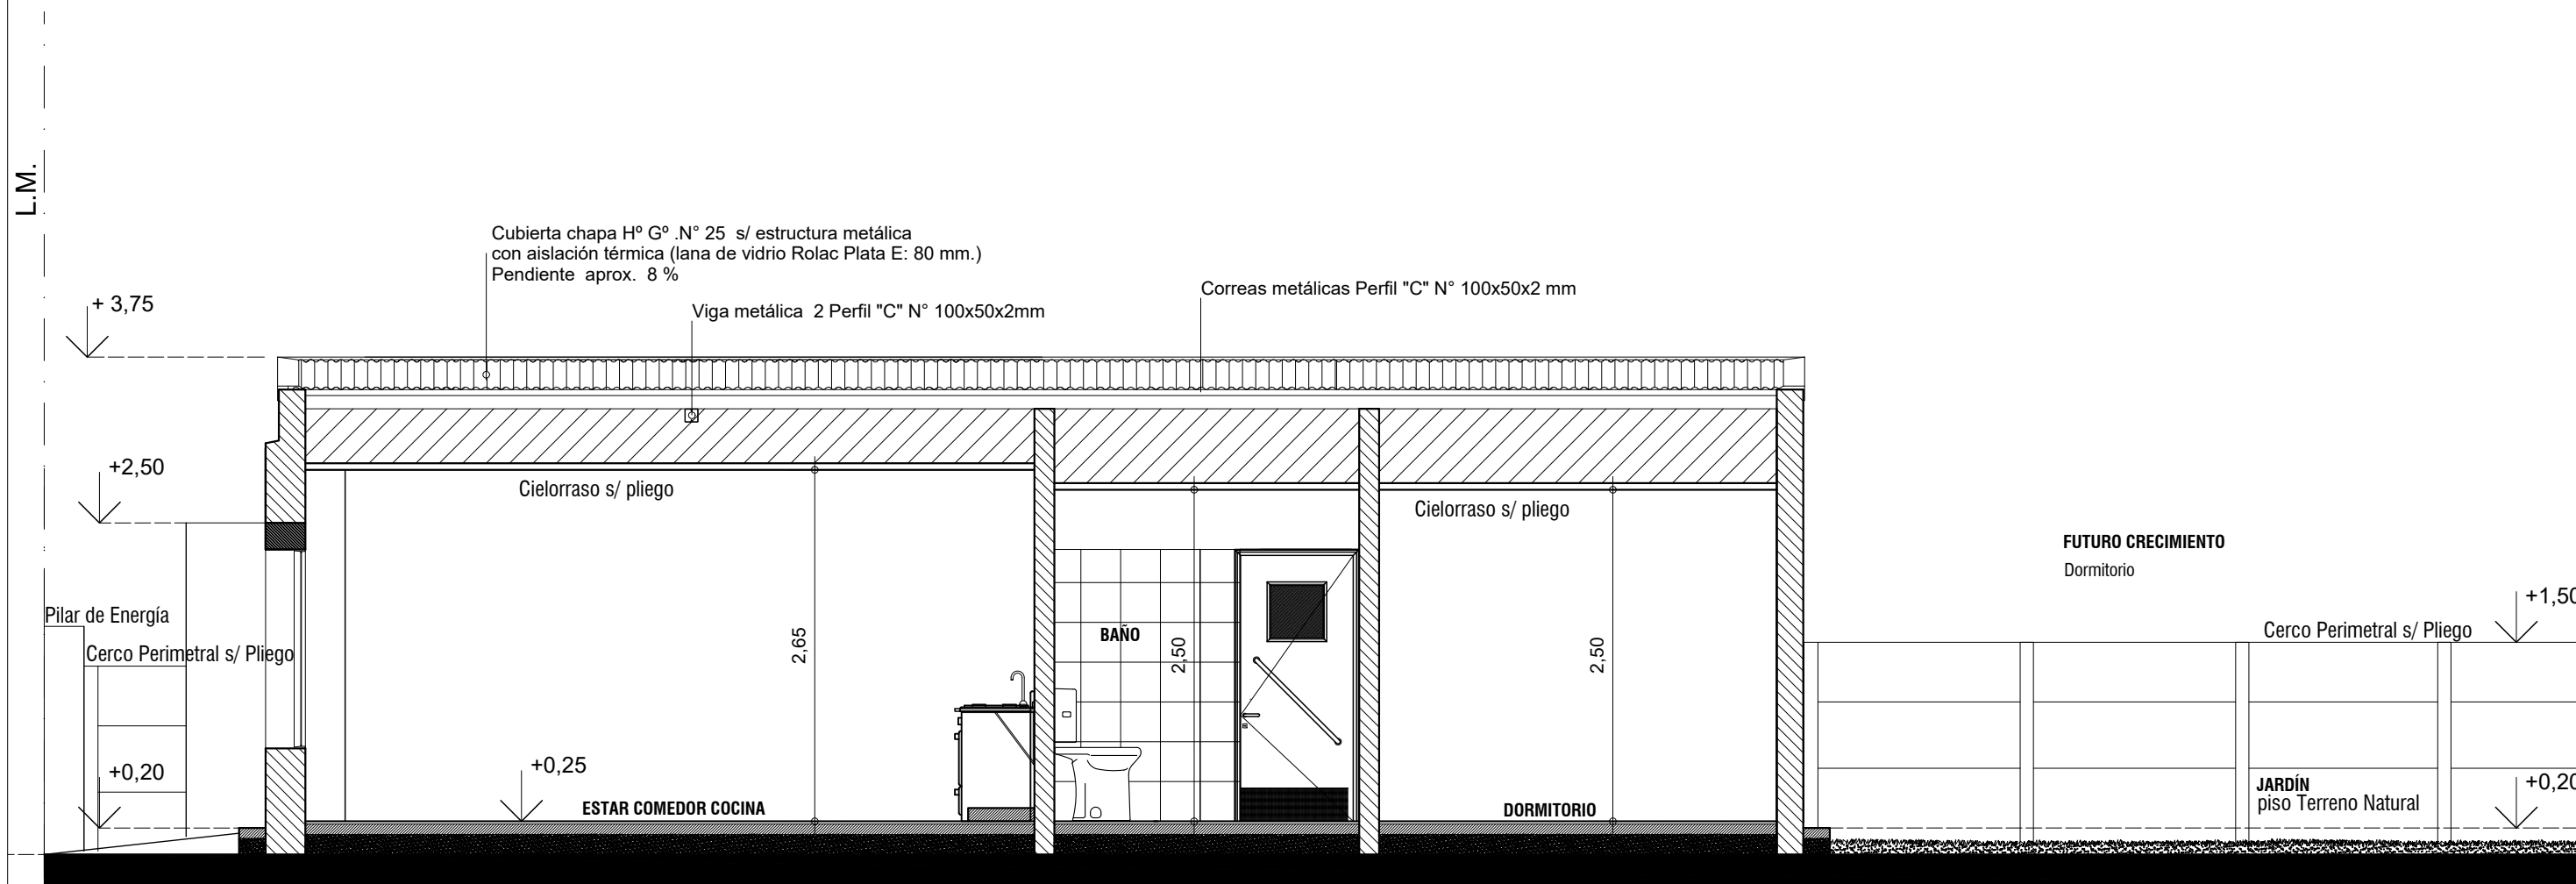 L.M.
Cubierta chapa Hº Gº .N° 25 s/ estructura metálica
con aislación térmica (lana de vidrio Rolac Plata E: 80 mm.)
Pendiente aprox. 8 %
Correas metálicas Perfil "C" N° 100x50x2 mm
+ 3,75
Viga metálica 2 Perfil "C" N° 100x50x2mm
+2,50
Cielorraso s/ pliego
Cielorraso s/ pliego
FUTURO CRECIMIENTO
Dormitorio
+1,50
Pilar de Energía
Cerco Perimetral s/ Pliego
Cerco Perimetral s/ Pliego
2,65
BAÑO
2,50
2,50
+0,20
+0,25
ESTAR COMEDOR COCINA
DORMITORIO
JARDÍN
piso Terreno Natural
+0,20